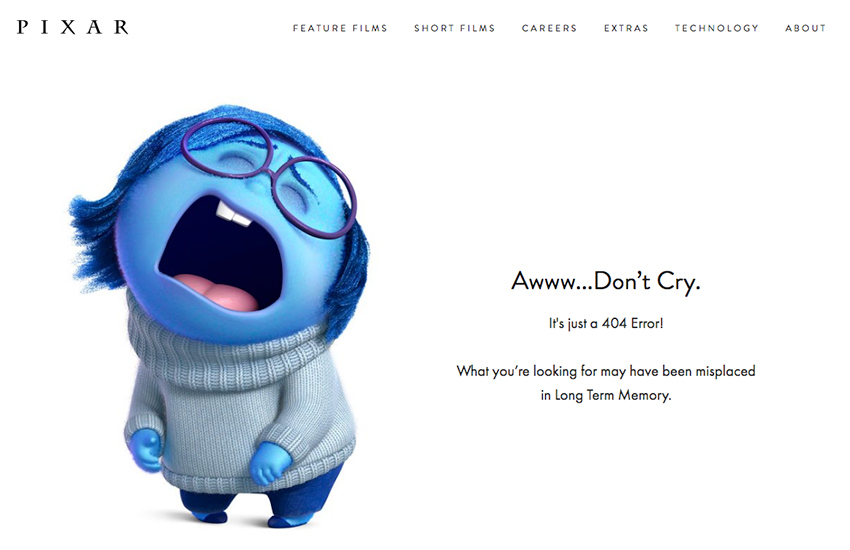 PIXAR
FEATURE FILMS SHORT FILMS CAREERS EXTRAS TECHNOLOGY ABOUT
Awww...Don't Cry.
It's just a 404 Error!
What you're looking for may have been misplaced
in Long Term Memory.